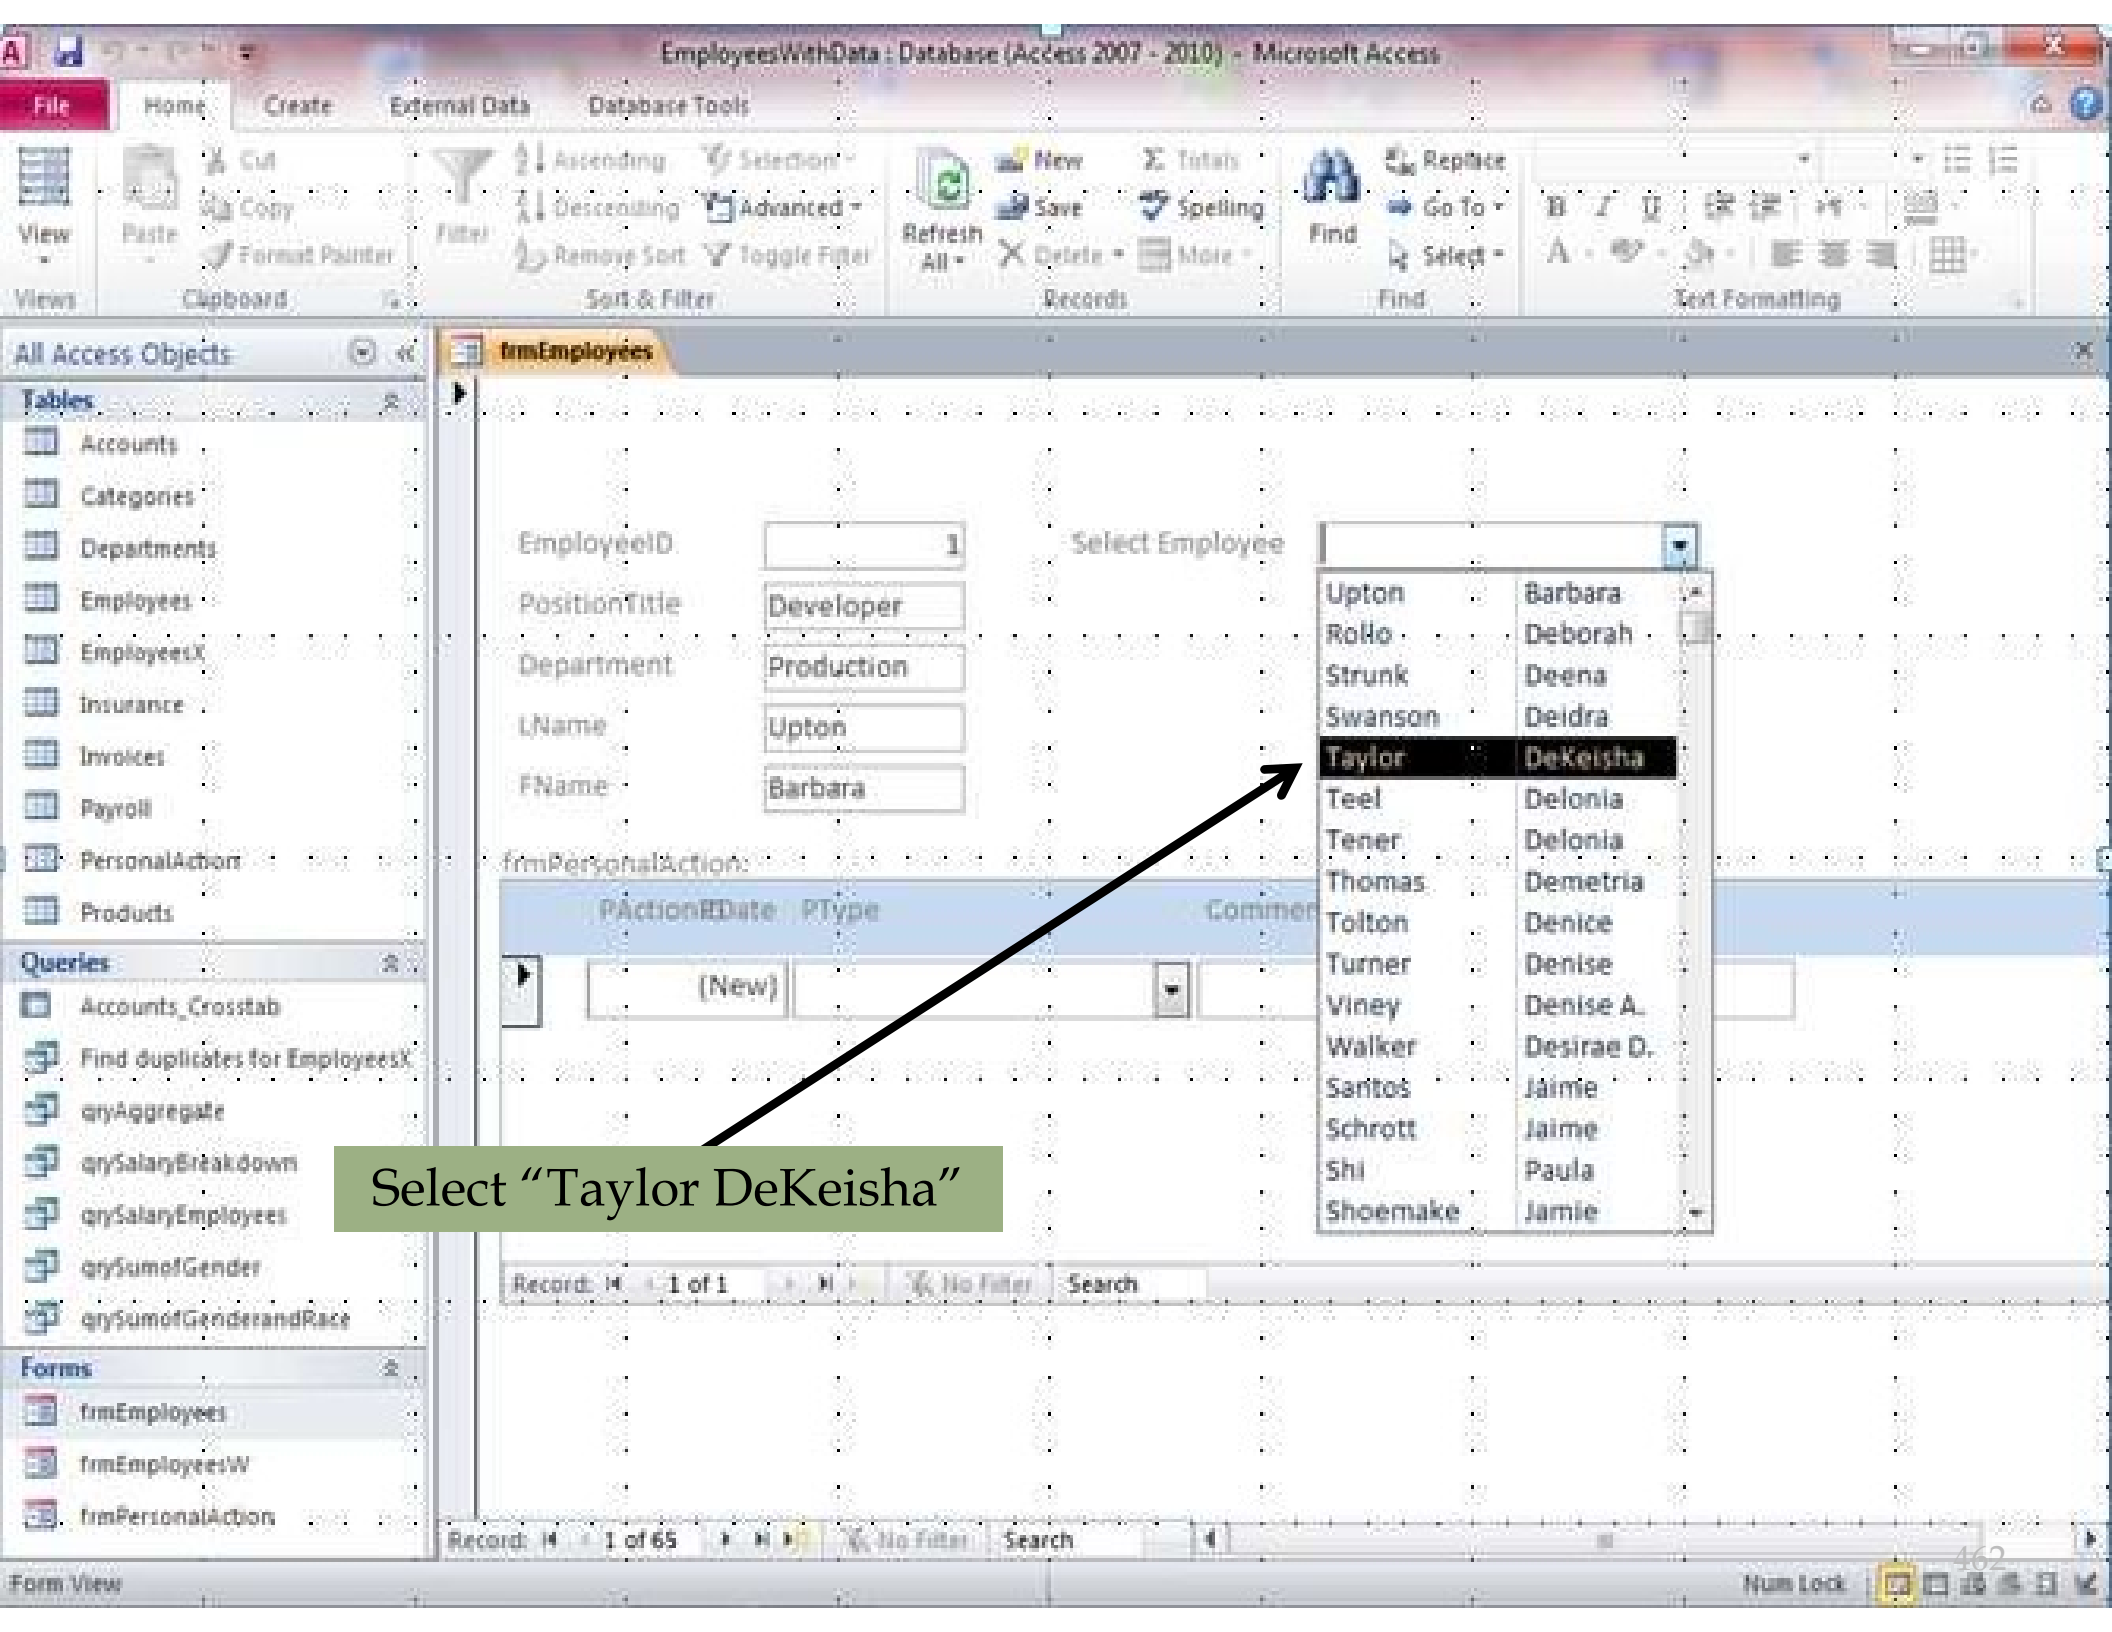 EmployeesWithData : Database (Access 2007 - 2010) - Microsoft Access
File Home Create External Data Database Tools
View
Views
Paste
Cut
Copy
Format Painter
Clipboard
Filter
Ascending
Descending
Remove Sort
Selection
Advanced
Toggle Filter
Sort & Filter
Refresh All
New
Save
Delete
Totals
Spelling
More
Records
Find
Replace
Go To
Select
Find
B I U
A
Text Formatting
All Access Objects
Tables
Accounts
Categories
Departments
Employees
EmployeesX
Insurance
Invoices
Payroll
PersonalAction
Products
Queries
Accounts_Crosstab
Find duplicates for EmployeesX
qryAggregate
qrySalaryBreakdown
qrySalaryEmployees
qrySumofGender
qrySumofGenderandRace
Forms
frmEmployees
frmEmployeesW
frmPersonalAction
frmEmployees
EmployeeID 1
PositionTitle Developer
Department Production
LName Upton
FName Barbara
Select Employee
Upton Barbara
Rollo Deborah
Strunk Deena
Swanson Deidra
Taylor DeKeisha
Teel Delonia
Tener Delonia
Thomas Demetria
Tolton Denice
Turner Denise
Viney Denise A.
Walker Desirae D.
Santos Jaime
Schrott Jaime
Shi Paula
Shoemake Jamie
frmPersonalAction:
PDate PType Commen
(New)
Select “Taylor DeKeisha”
Record: 1 of 1 No Filter Search
Record: 1 of 65 No Filter Search
462
Form View Num Lock